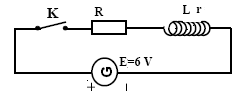 K R L r
G E=6 V
+ -